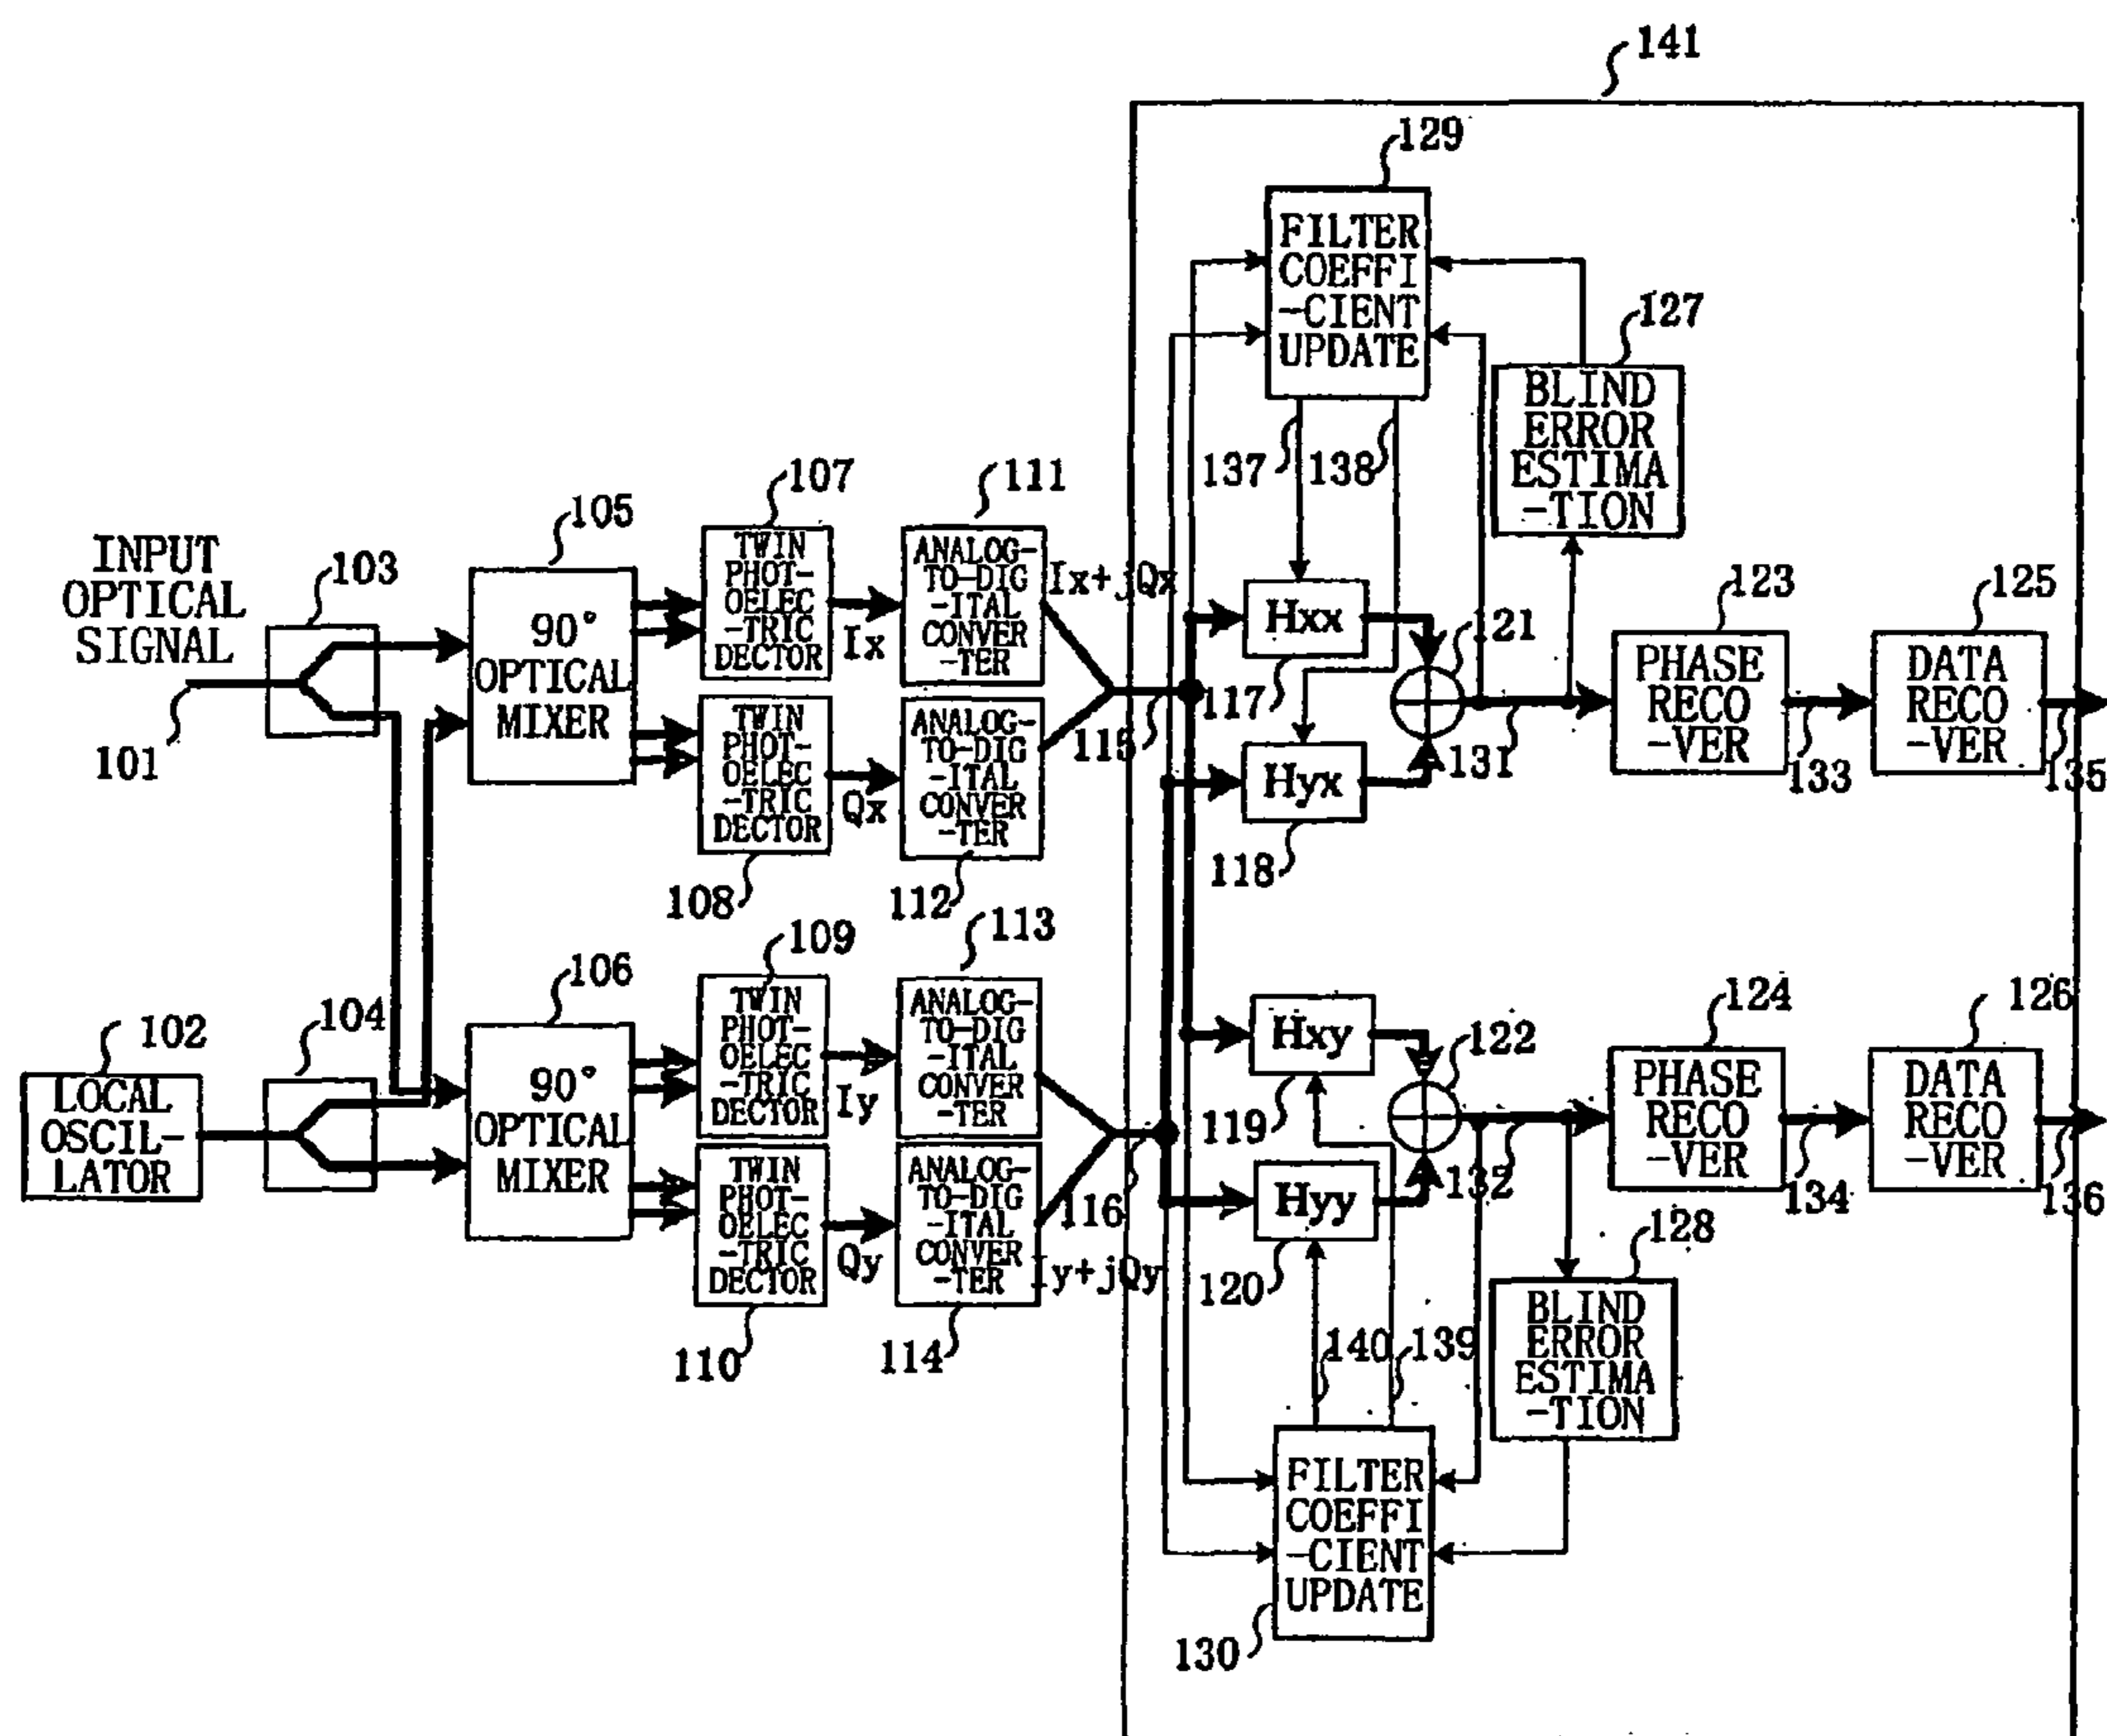 141
129
FILTER
COEFFI
-CIENT
UPDATE
127
BLIND
ERROR
ESTIMA
-TION
137
138
INPUT
OPTICAL
SIGNAL
101
103
105
90°
OPTICAL
MIXER
107
TWIN
PHOT-
OELEC
-TRIC
DECTOR
Ix
111
ANALOG-
TO-DIG
-ITAL
CONVER
-TER
Ix+jQx
TWIN
PHOT-
OELEC
-TRIC
DECTOR
108
Qx
ANALOG-
TO-DIG
-ITAL
CONVER
-TER
112
115
Hxx
117
Hyx
118
121
131
123
PHASE
RECO
-VER
133
125
DATA
RECO
-VER
135
102
LOCAL
OSCIL-
LATOR
104
106
90°
OPTICAL
MIXER
109
TWIN
PHOT-
OELEC
-TRIC
DECTOR
Iy
113
ANALOG-
TO-DIG
-ITAL
CONVER
-TER
TWIN
PHOT-
OELEC
-TRIC
DECTOR
110
Qy
ANALOG-
TO-DIG
-ITAL
CONVER
-TER
114
116
Iy+jQy
Hxy
119
Hyy
120
122
132
124
PHASE
RECO
-VER
134
126
DATA
RECO
-VER
136
128
BLIND
ERROR
ESTIMA
-TION
140
139
FILTER
COEFFI
-CIENT
UPDATE
130